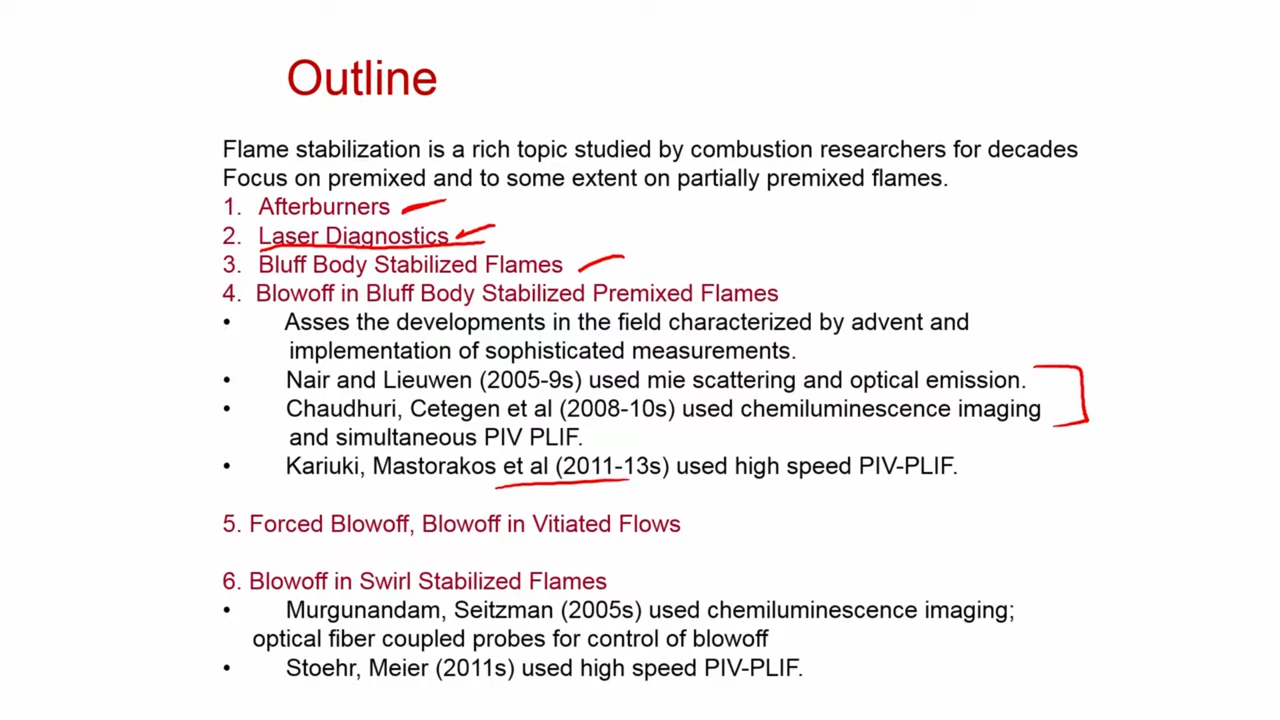 Outline
Flame stabilization is a rich topic studied by combustion researchers for decades
Focus on premixed and to some extent on partially premixed flames.
1. Afterburners
2. Laser Diagnostics
3. Bluff Body Stabilized Flames
4. Blowoff in Bluff Body Stabilized Premixed Flames
• Asses the developments in the field characterized by advent and
implementation of sophisticated measurements.
• Nair and Lieuwen (2005-9s) used mie scattering and optical emission.
• Chaudhuri, Cetegen et al (2008-10s) used chemiluminescence imaging
and simultaneous PIV PLIF.
• Kariuki, Mastorakos et al (2011-13s) used high speed PIV-PLIF.
5. Forced Blowoff, Blowoff in Vitiated Flows
6. Blowoff in Swirl Stabilized Flames
• Murgunandam, Seitzman (2005s) used chemiluminescence imaging;
optical fiber coupled probes for control of blowoff
• Stoehr, Meier (2011s) used high speed PIV-PLIF.